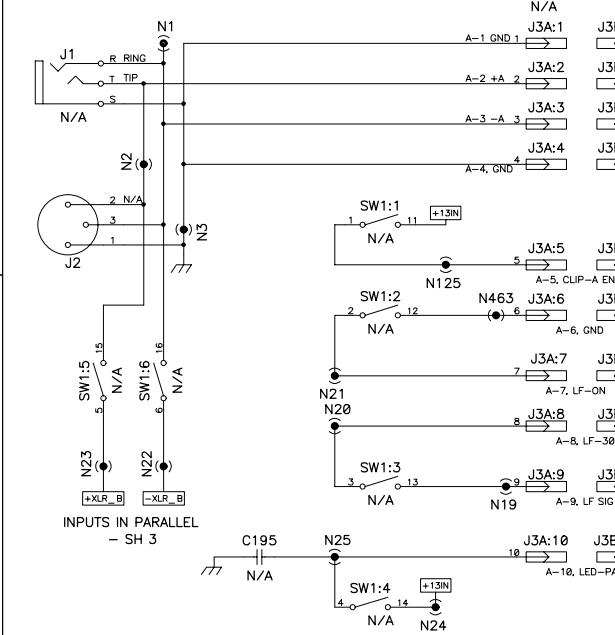 N/A
N1
J3A:1
A-1 GND 1
J1
R RING
T TIP
S
N/A
J3A:2
A-2 +A 2
J3A:3
A-3 -A 3
J3A:4
4
A-4, GND
N2
2 N/A
3
1
J2
N3
SW1:1
1
11
+13IN
N/A
J3A:5
5
N125
A-5, CLIP-A EN
SW1:2
2
12
N/A
N463
J3A:6
6
A-6, GND
15
16
SW1:5
N/A
SW1:6
N/A
5
6
J3A:7
7
A-7, LF-ON
N21
N20
J3A:8
8
A-8, LF-30
N23
N22
+XLR_B
-XLR_B
INPUTS IN PARALLEL
- SH 3
SW1:3
3
13
N/A
J3A:9
9
N19
A-9, LF SIG
C195
N/A
N25
J3A:10
10
A-10, LED-PA
SW1:4
4
14
N/A
+13IN
N24